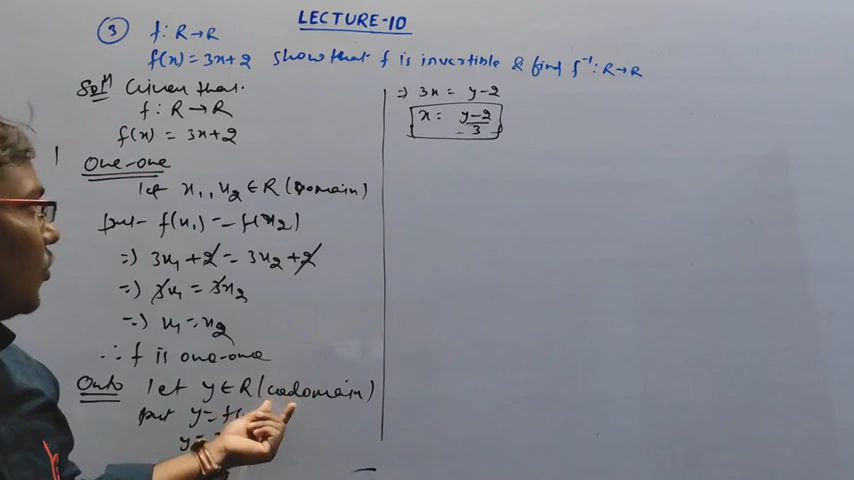 LECTURE-10
③ f: R→R
f(x) = 3x+2 show that f is invertible & find f⁻¹: R→R
Solⁿ Given that
f: R→R
f(x) = 3x+2
One-one
let x₁, x₂ ∈ R (Domain)
put f(x₁) = f(x₂)
=) 3x₁ + 2 = 3x₂ + 2
=) 3x₁ = 3x₂
=) x₁ = x₂
∴ f is one-one
Onto let y ∈ R (codomain)
put y = f(
y =
=) 3x = y-2
x = y-2/3